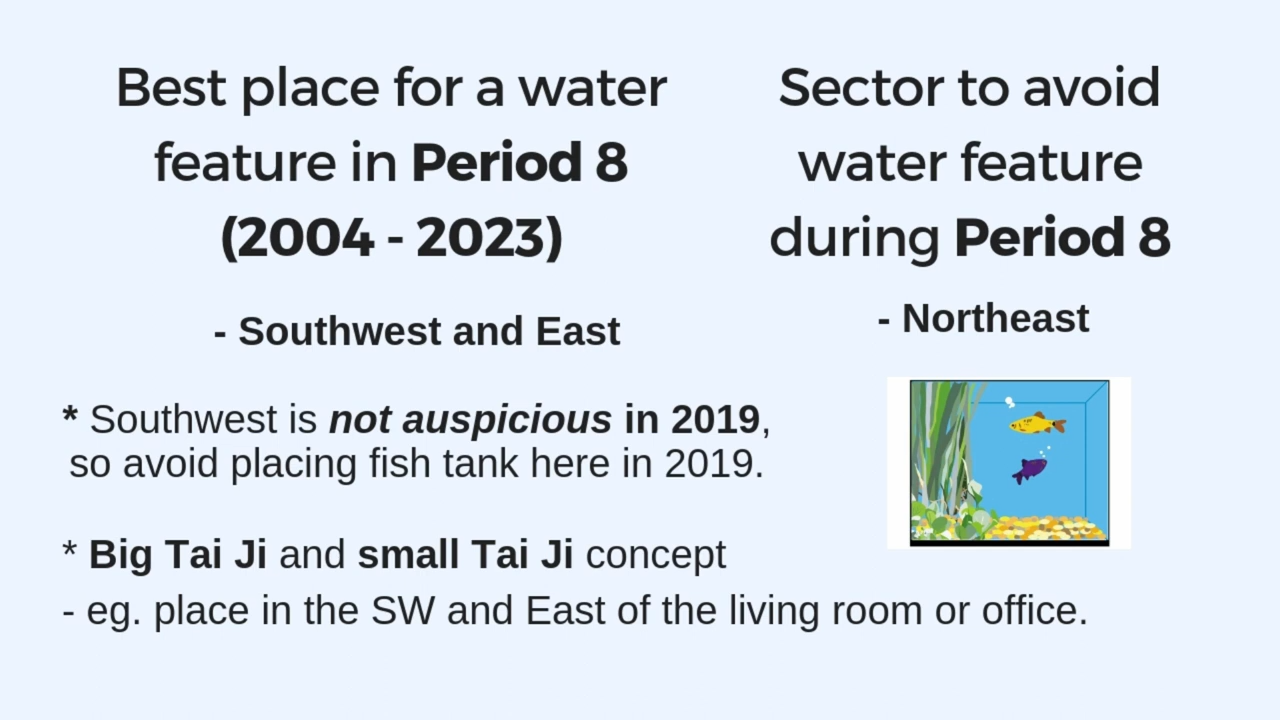 Best place for a water
feature in Period 8
(2004 - 2023)
- Southwest and East
Sector to avoid
water feature
during Period 8
- Northeast
* Southwest is not auspicious in 2019,
so avoid placing fish tank here in 2019.
* Big Tai Ji and small Tai Ji concept
- eg. place in the SW and East of the living room or office.